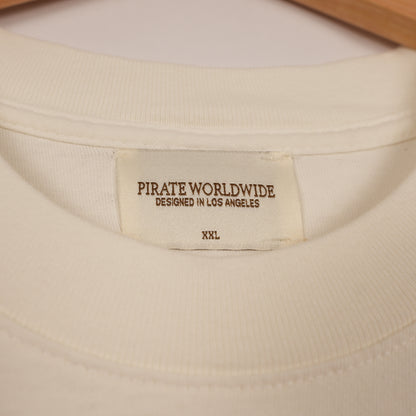 PIRATE WORLDWIDE
DESIGNED IN LOS ANGELES
XXL